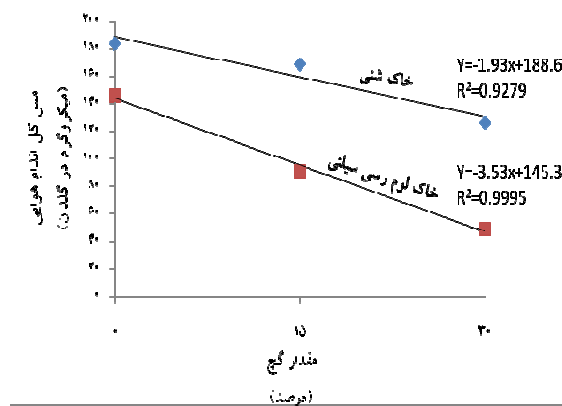 ۲۰۰
۱۸۰
۱۶۰
۱۴۰
۱۲۰
۱۰۰
۸۰
۶۰
۴۰
۲۰
۰
مس کل اندام هوایی
(میکروگرم در گلدن)
خاک شنی
Y=-1.93x+188.6
R²=0.9279
خاک لوم رسی سیلتی
Y=-3.53x+145.3
R²=0.9995
۰ ۱۵ ۳۰
مقدار گچ
(درصد)